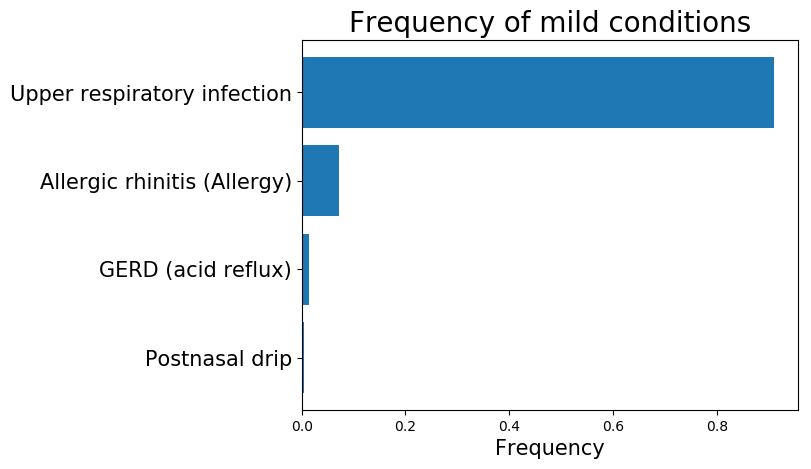 Frequency of mild conditions
Upper respiratory infection
Allergic rhinitis (Allergy)
GERD (acid reflux)
Postnasal drip
0.0 0.2 0.4 0.6 0.8
Frequency